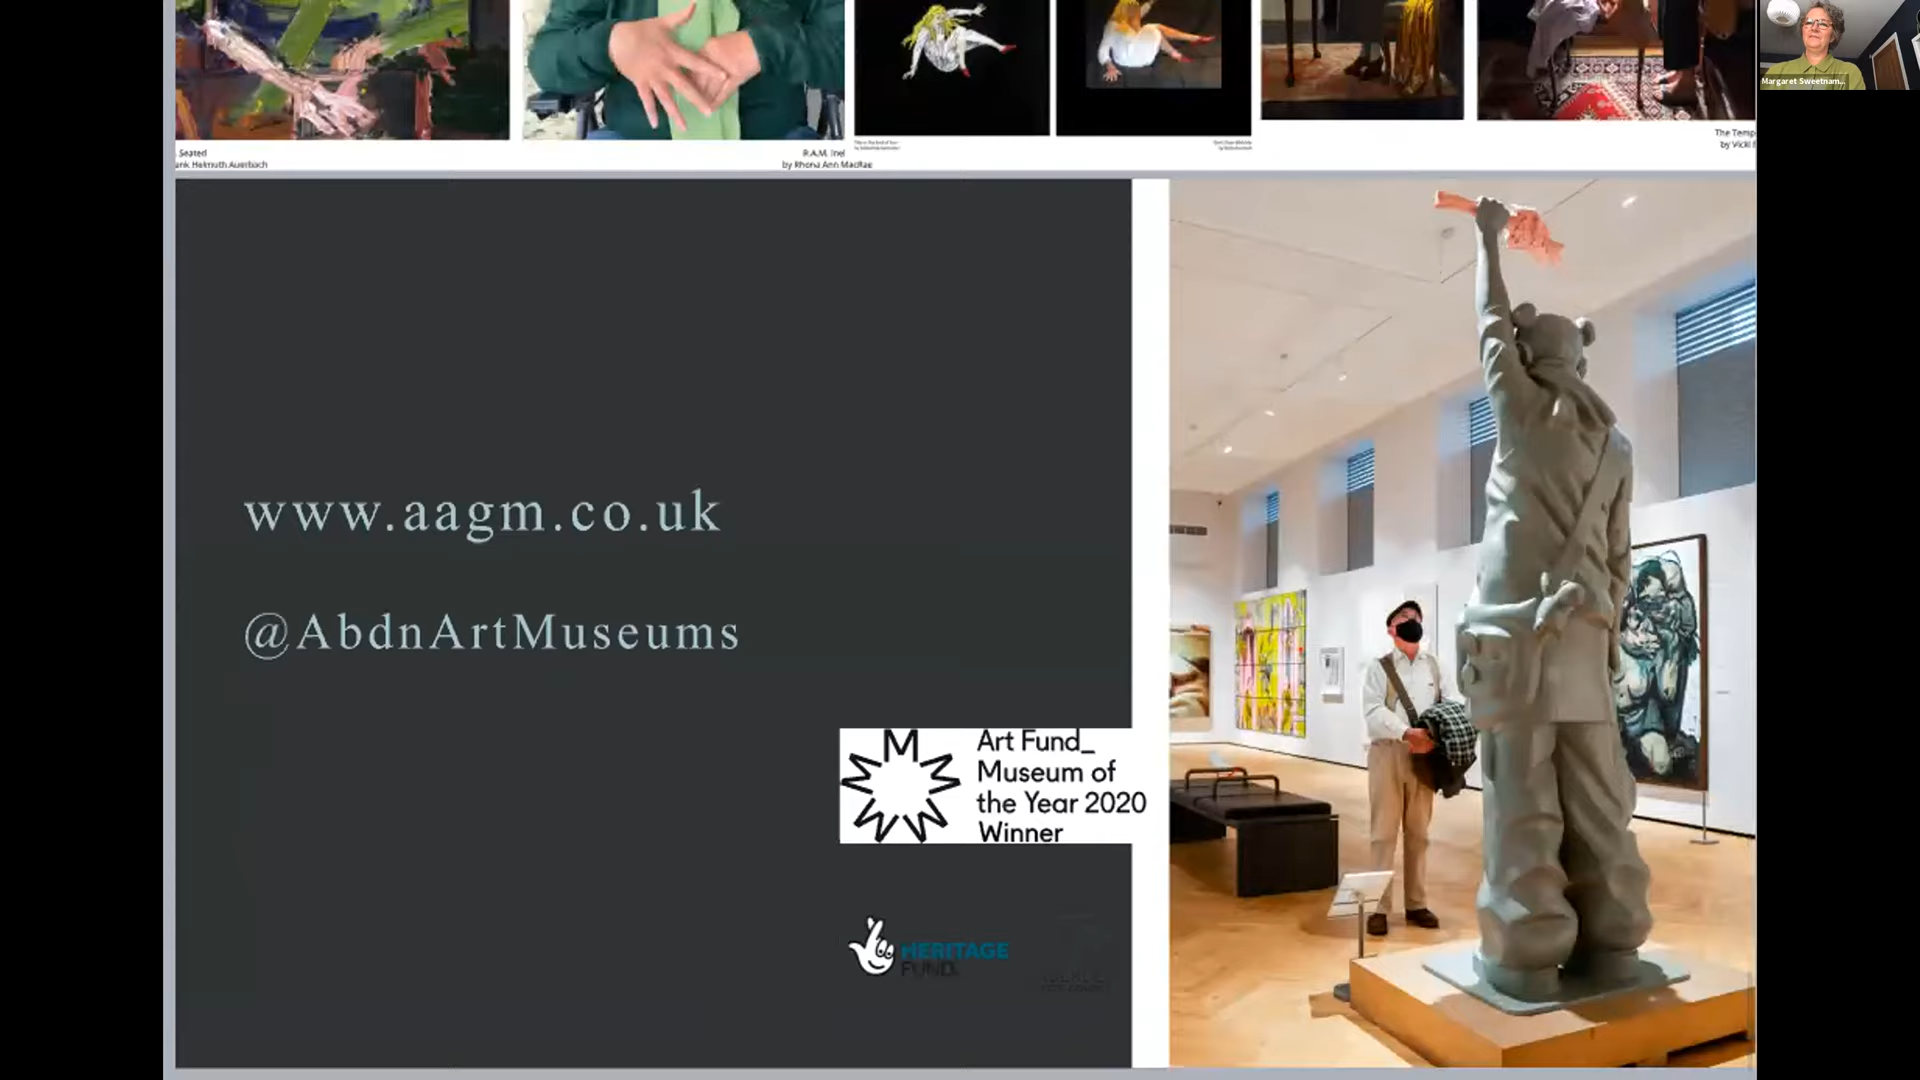 Margaret Sweetnam...
. Seated
ank Helmuth Auerbach
R.A.M. Inel
by Rhona Ann MacRae
The Temp
by Vicki
www.aagm.co.uk
@AbdnArtMuseums
Art Fund_
Museum of
the Year 2020
Winner
HERITAGE
FUND